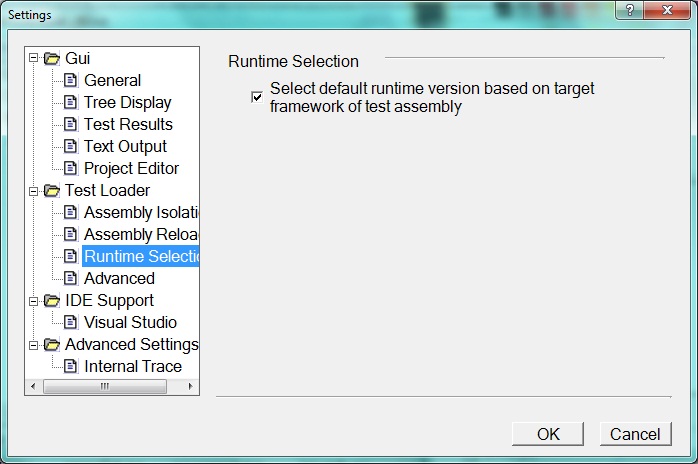 Settings
Gui
General
Tree Display
Test Results
Text Output
Project Editor
Test Loader
Assembly Isolati
Assembly Reloa
Runtime Selectio
Advanced
IDE Support
Visual Studio
Advanced Settings
Internal Trace
Runtime Selection
Select default runtime version based on target
framework of test assembly
OK
Cancel